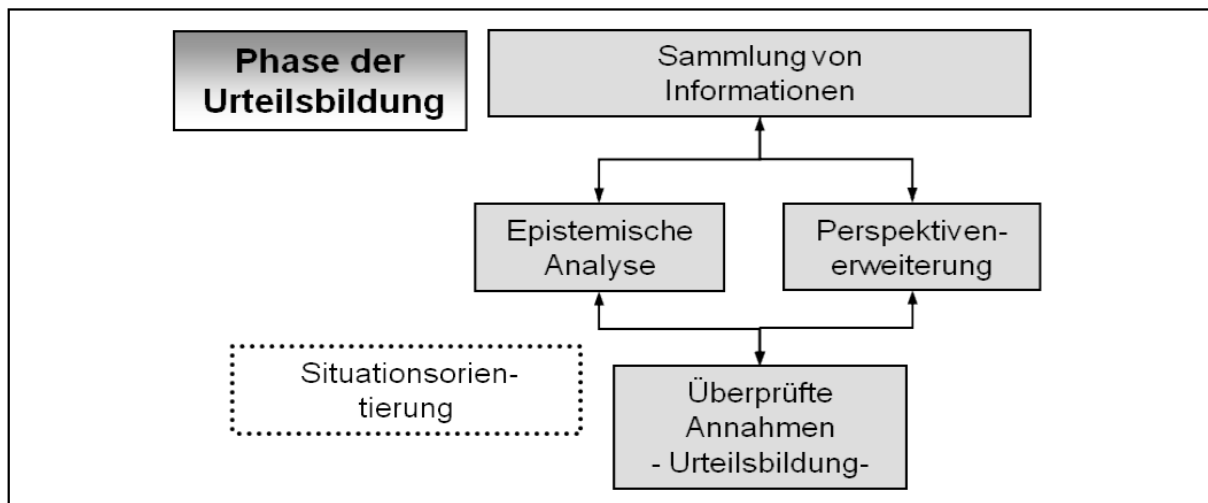 Phase der
Urteilsbildung
Sammlung von
Informationen
Epistemische
Analyse
Perspektiven-
erweiterung
Situationsorien-
tierung
Überprüfte
Annahmen
- Urteilsbildung-